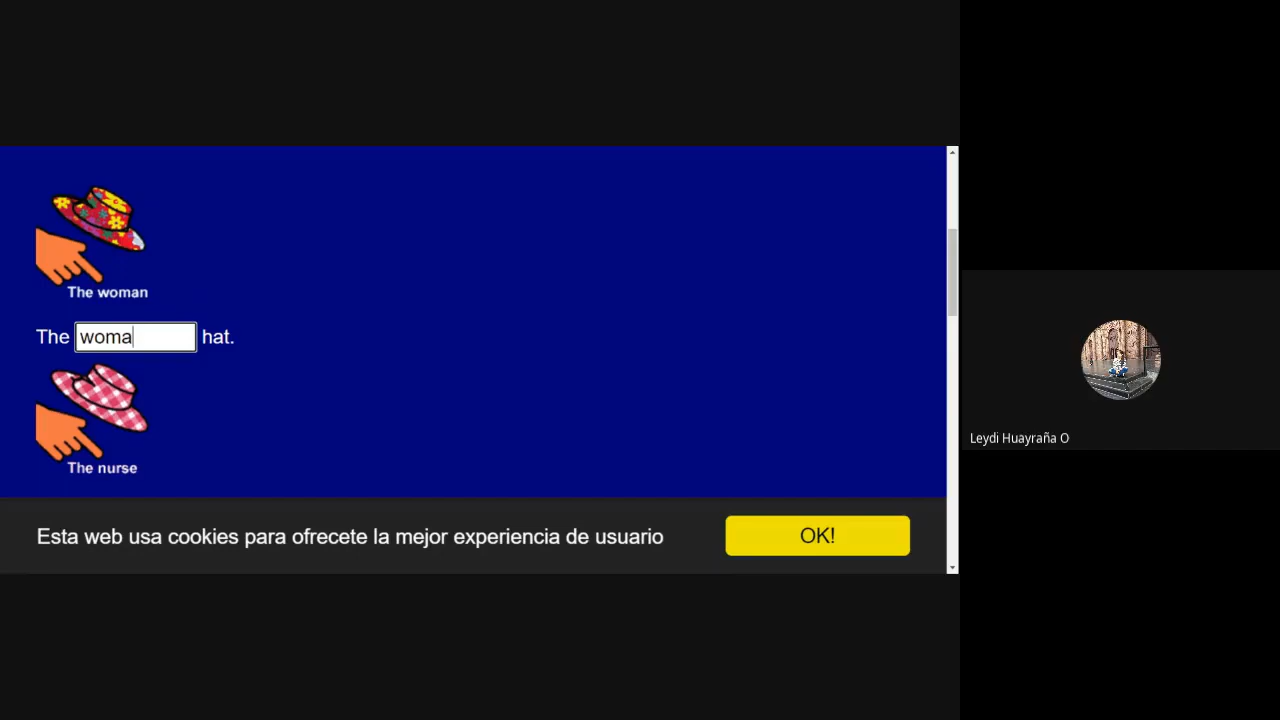 The woman
The woma hat.
The nurse
Esta web usa cookies para ofrecete la mejor experiencia de usuario OK!
Leydi Huayraña O